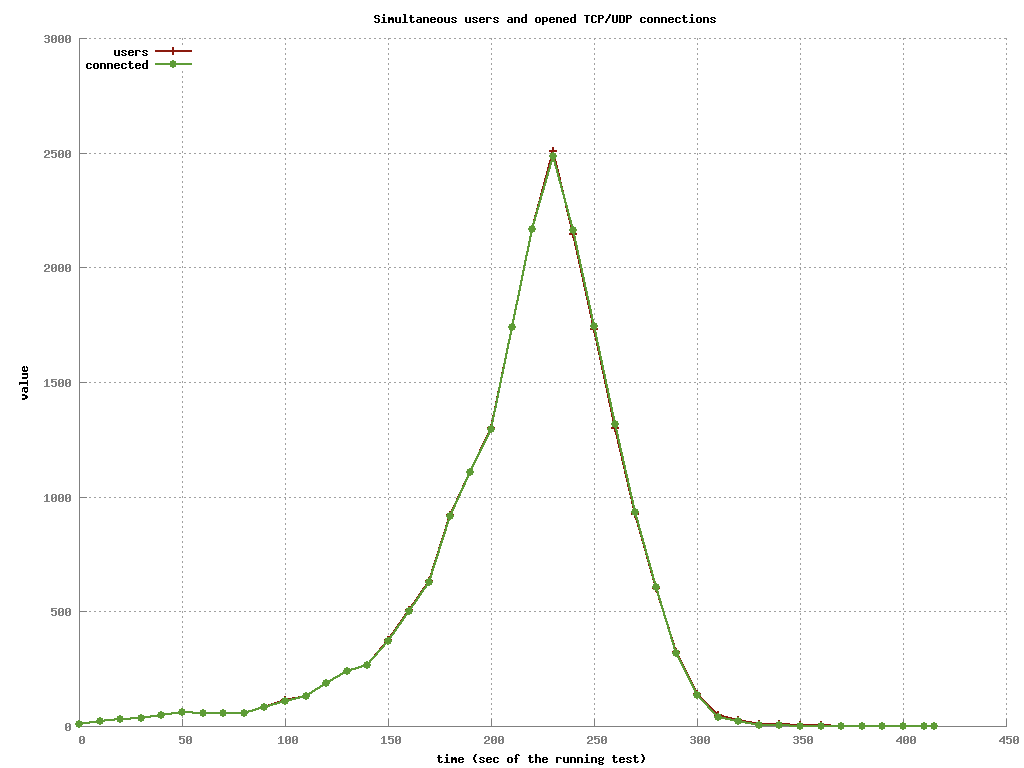 Simultaneous users and opened TCP/UDP connections
3000
users
connected
2500
2000
1500
value
1000
500
0
0 50 100 150 200 250 300 350 400 450
time (sec of the running test)